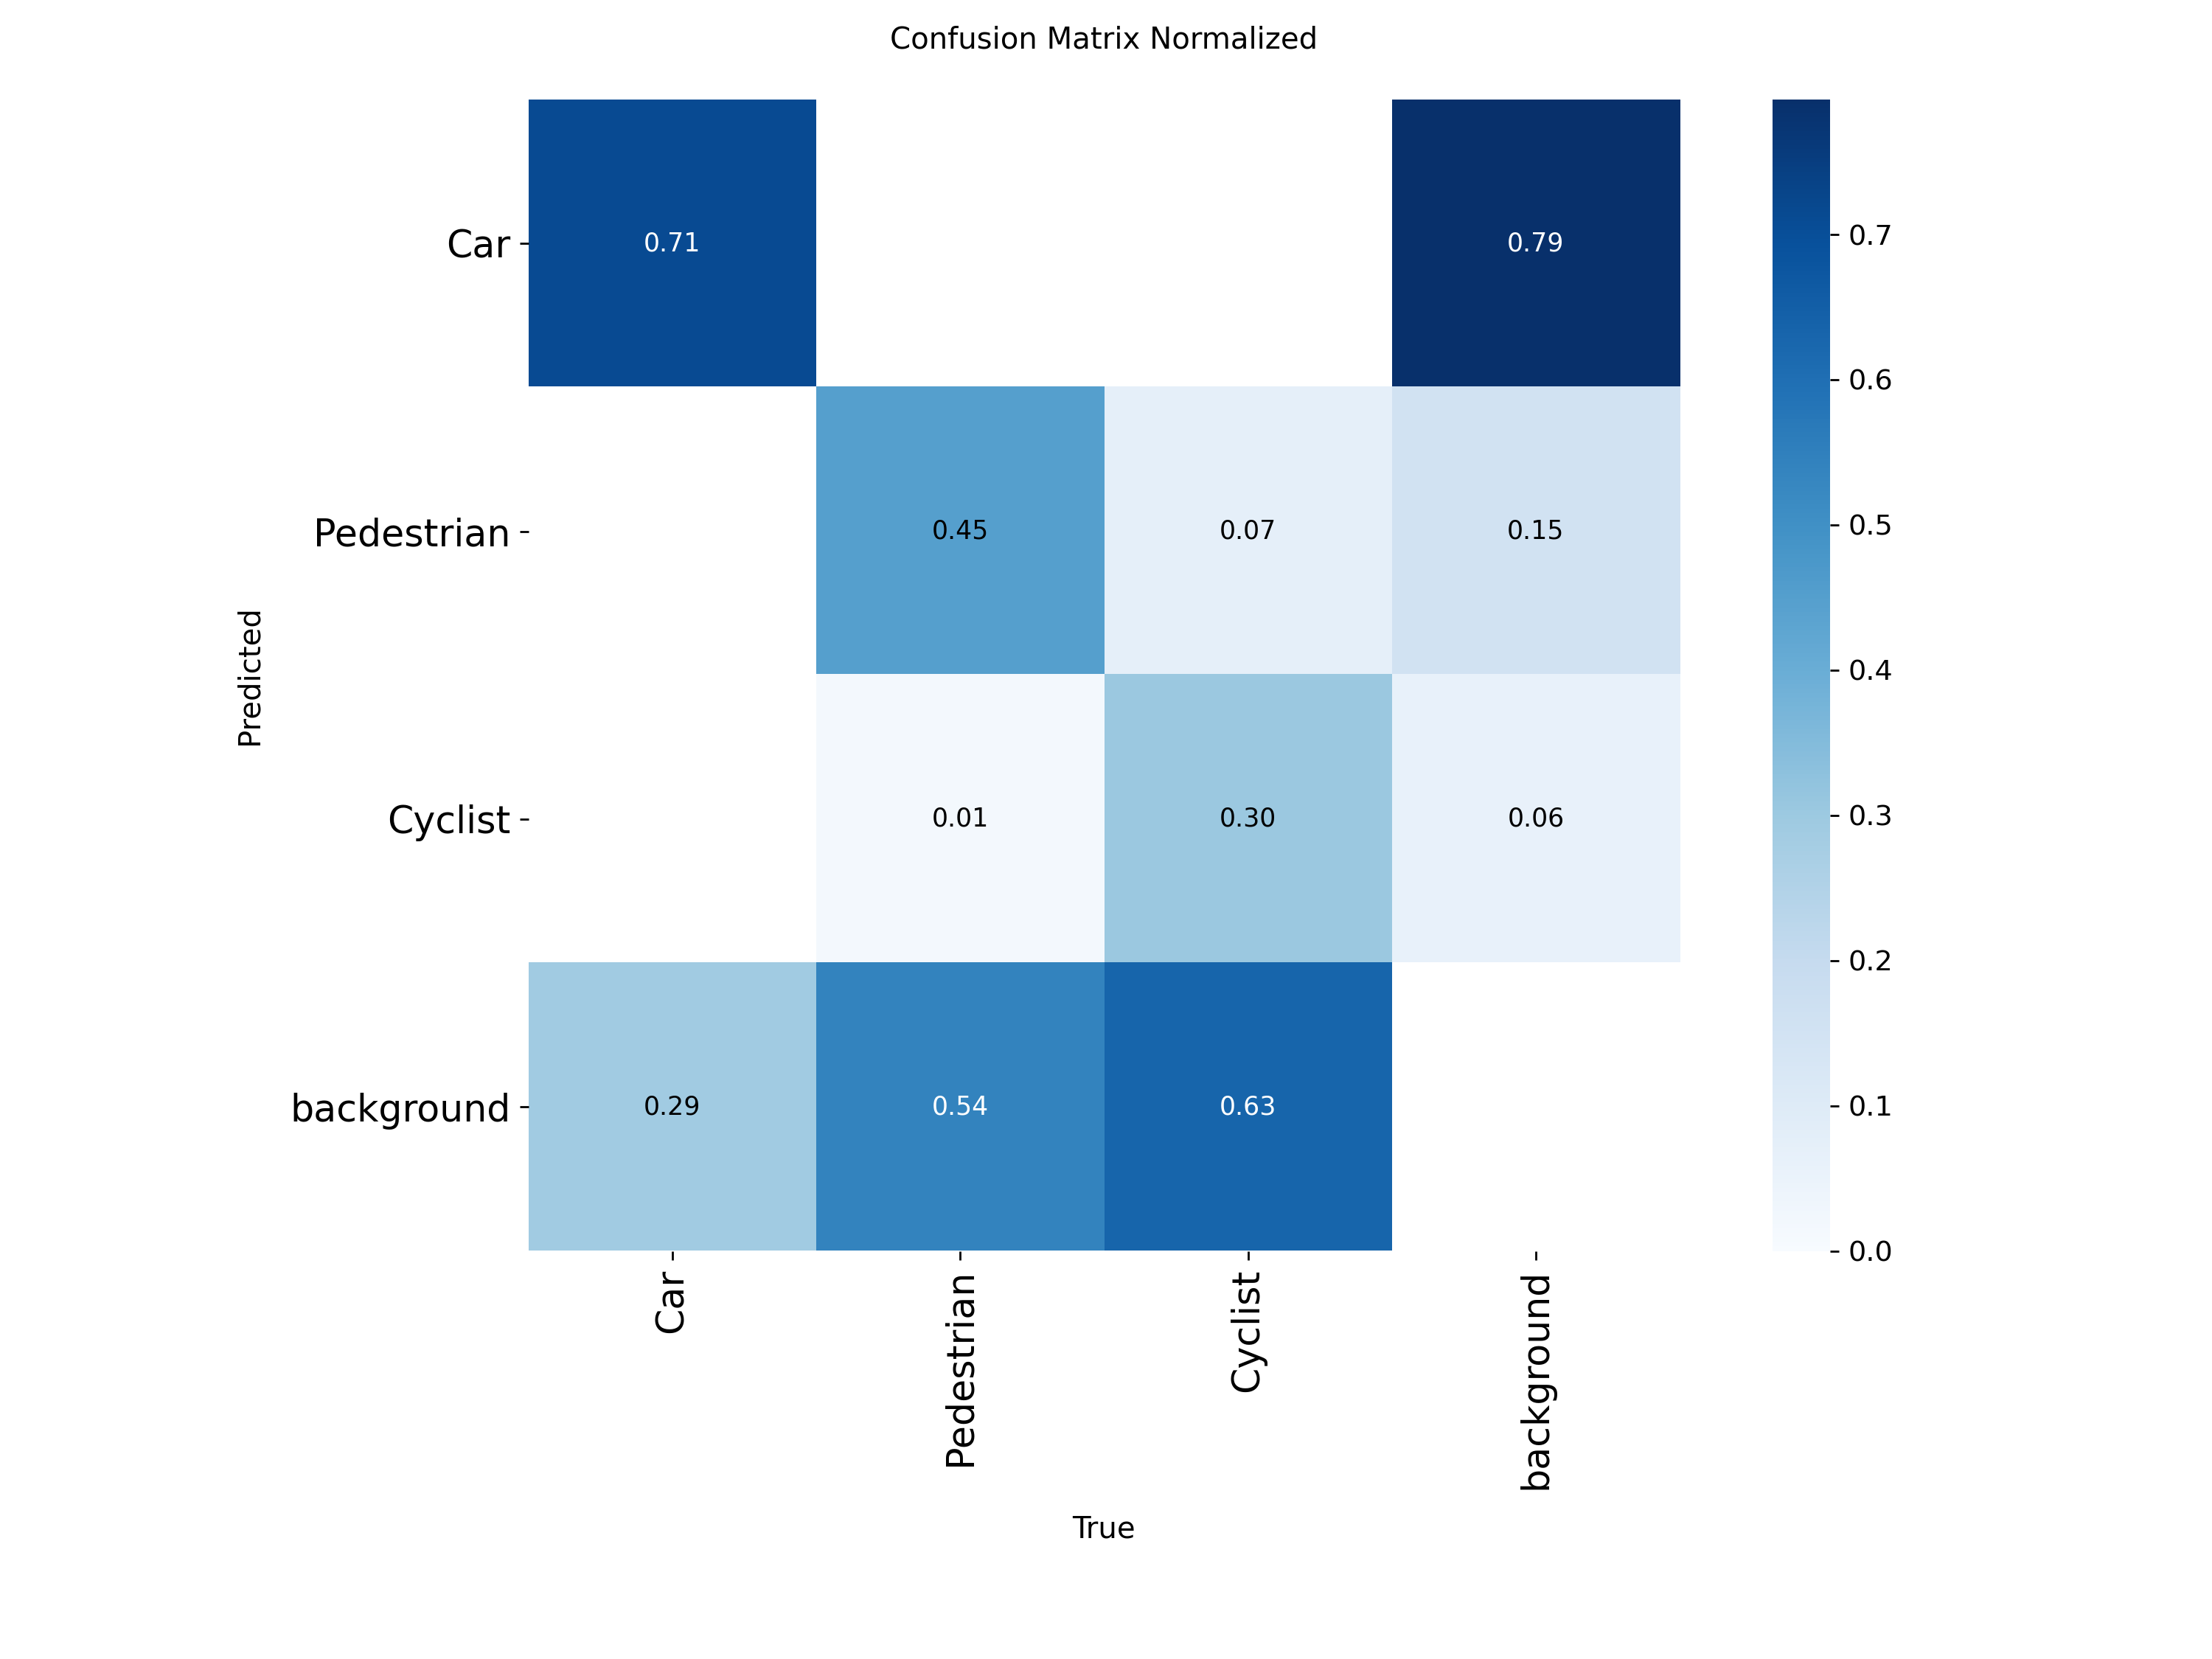 Confusion Matrix Normalized
Car
0.71
0.79
0.7
0.6
Pedestrian
0.45
0.07
0.15
0.5
0.4
Predicted
Cyclist
0.01
0.30
0.06
0.3
0.2
background
0.29
0.54
0.63
0.1
0.0
Car
Pedestrian
Cyclist
background
True